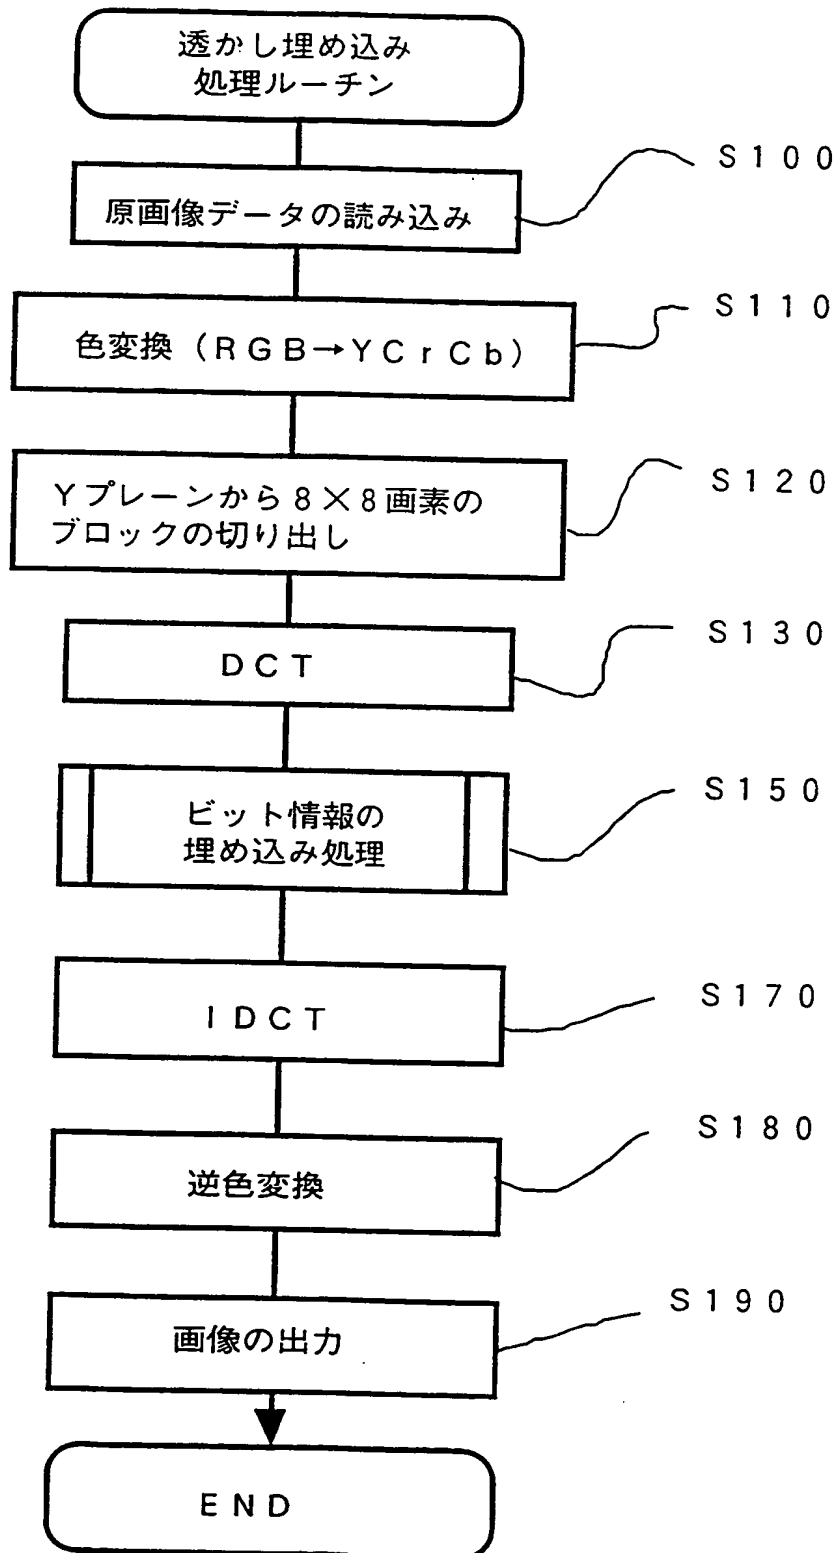 透かし埋め込み
処理ルーチン
原画像データの読み込み
S100
色変換（RGB→YCrCb）
S110
Yプレーンから8×8画素の
ブロックの切り出し
S120
DCT
S130
ビット情報の
埋め込み処理
S150
IDCT
S170
逆色変換
S180
画像の出力
S190
END